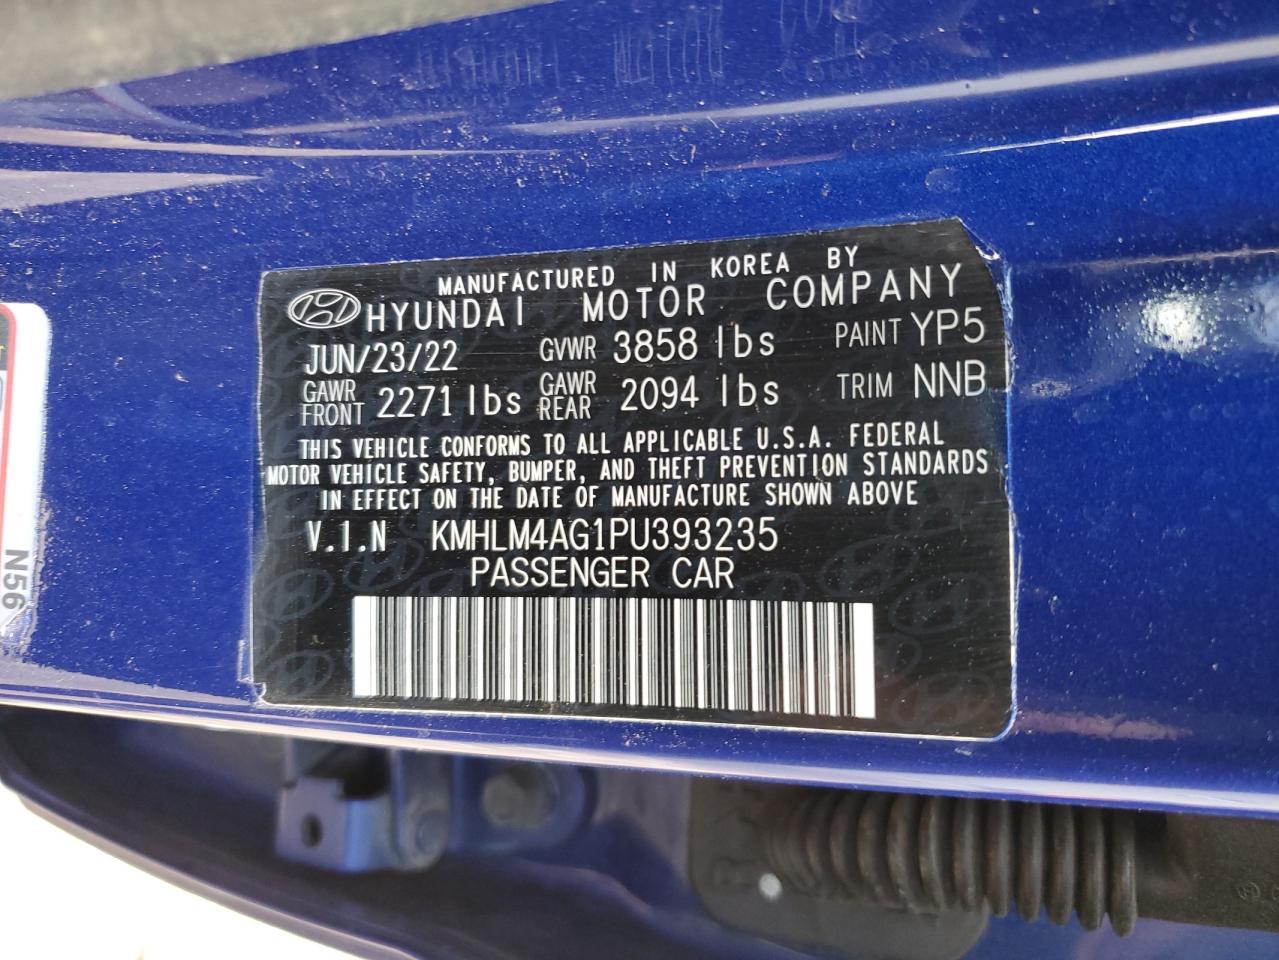 MANUFACTURED IN KOREA BY
HYUNDAI MOTOR COMPANY
JUN/23/22 GVWR 3858 lbs PAINT YP5
GAWR FRONT 2271 lbs GAWR REAR 2094 lbs TRIM NNB
THIS VEHICLE CONFORMS TO ALL APPLICABLE U.S.A. FEDERAL
MOTOR VEHICLE SAFETY, BUMPER, AND THEFT PREVENTION STANDARDS
IN EFFECT ON THE DATE OF MANUFACTURE SHOWN ABOVE
V.1.N KMHLM4AG1PU393235
PASSENGER CAR
N56